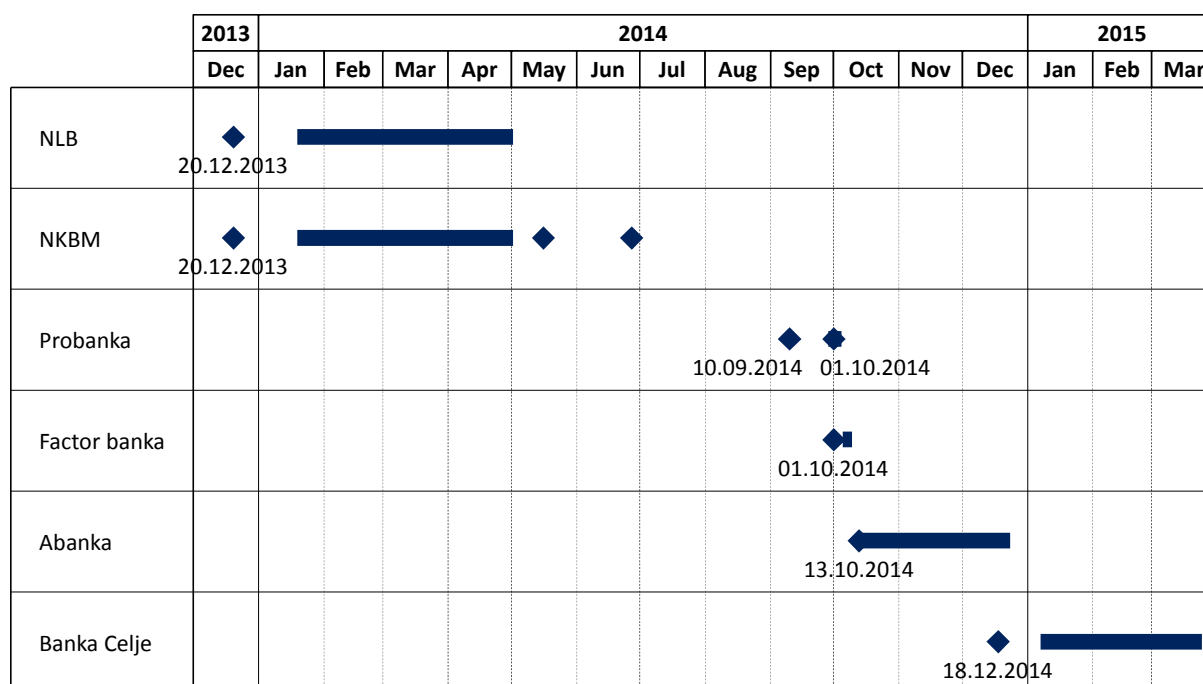 2013 2014 2015
Dec Jan Feb Mar Apr May Jun Jul Aug Sep Oct Nov Dec Jan Feb Mar
NLB
20.12.2013
NKBM
20.12.2013
Probanka
10.09.2014 01.10.2014
Factor banka
01.10.2014
Abanka
13.10.2014
Banka Celje
18.12.2014